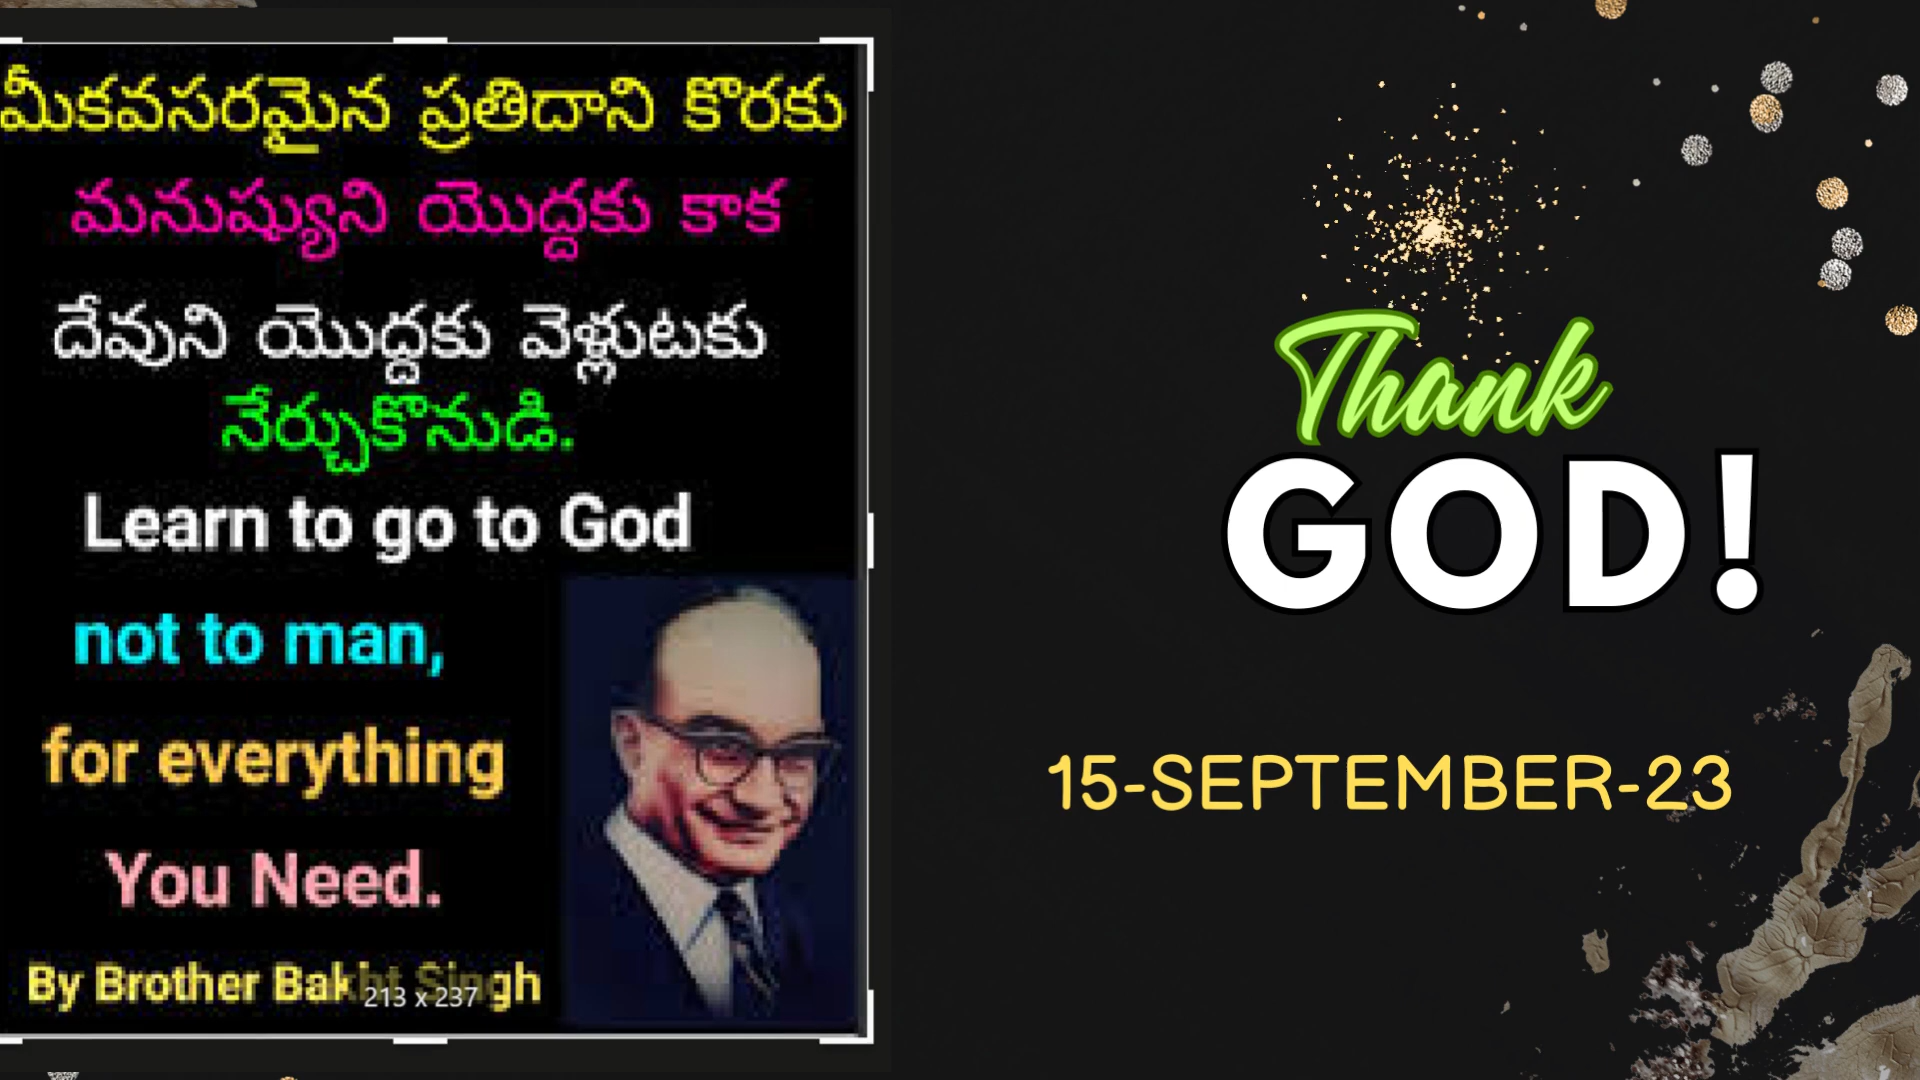 మీకవసరమైన ప్రతిదాని కొరకు
మనుష్యుని యొద్దకు కాక
దేవుని యొద్దకు వెళ్లుటకు
నేర్చుకొనుడి.
Learn to go to God
not to man,
for everything
You Need.
By Brother Bakht Singh
213 x 237
Thank
GOD!
15-SEPTEMBER-23